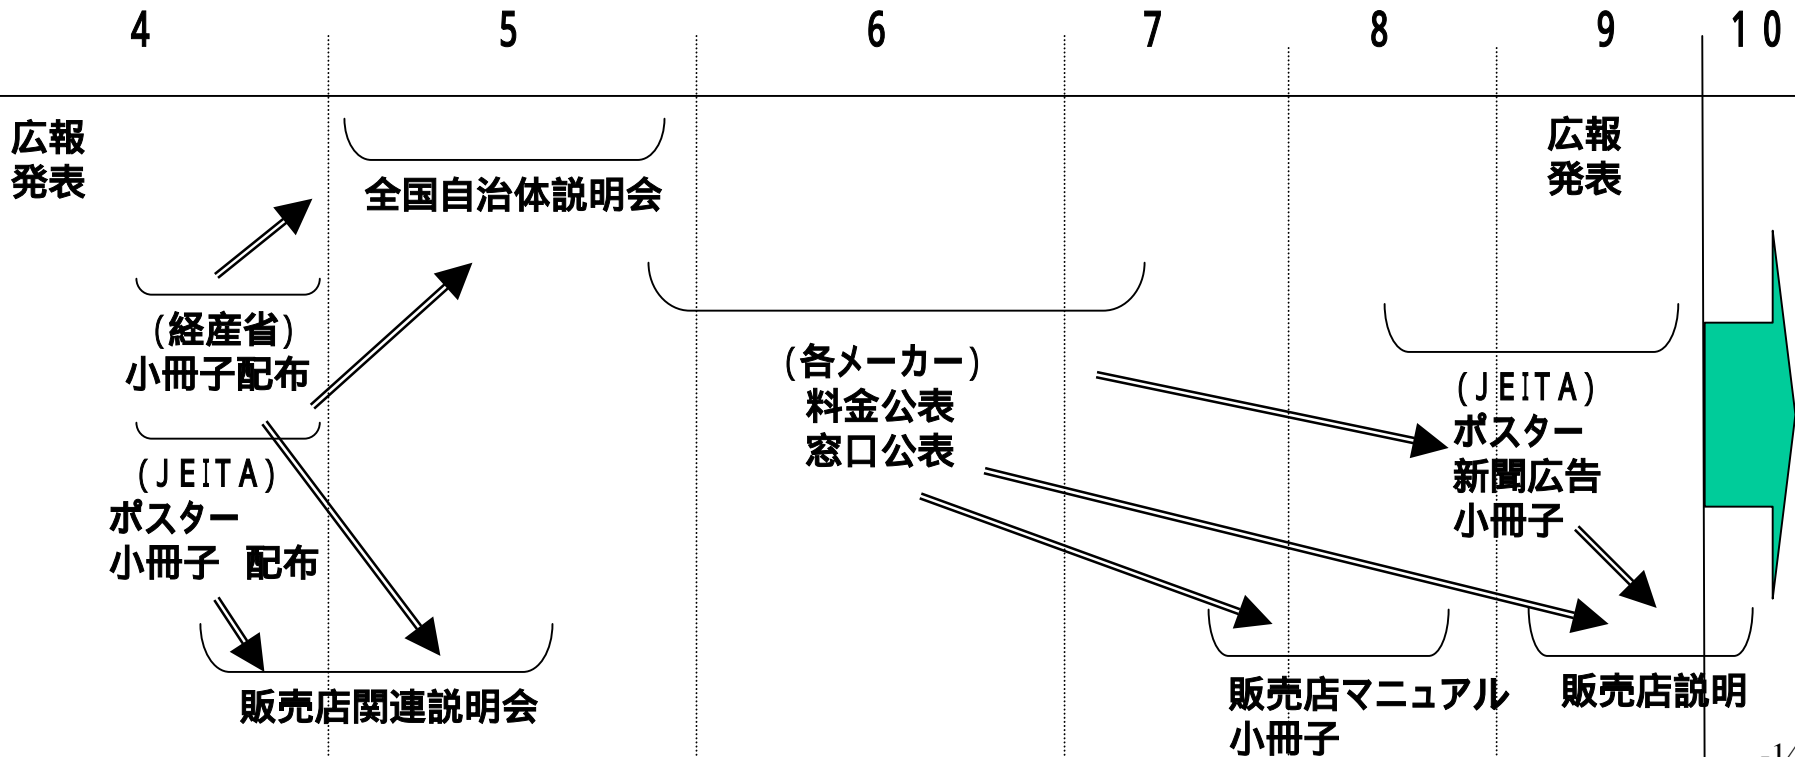 4 5 6 7 8 9 10
広報
発表
全国自治体説明会
(経産省)
小冊子配布
(JEITA)
ポスター
小冊子 配布
販売店関連説明会
(各メーカー)
料金公表
窓口公表
広報
発表
(JEITA)
ポスター
新聞広告
小冊子
販売店マニュアル
小冊子
販売店説明